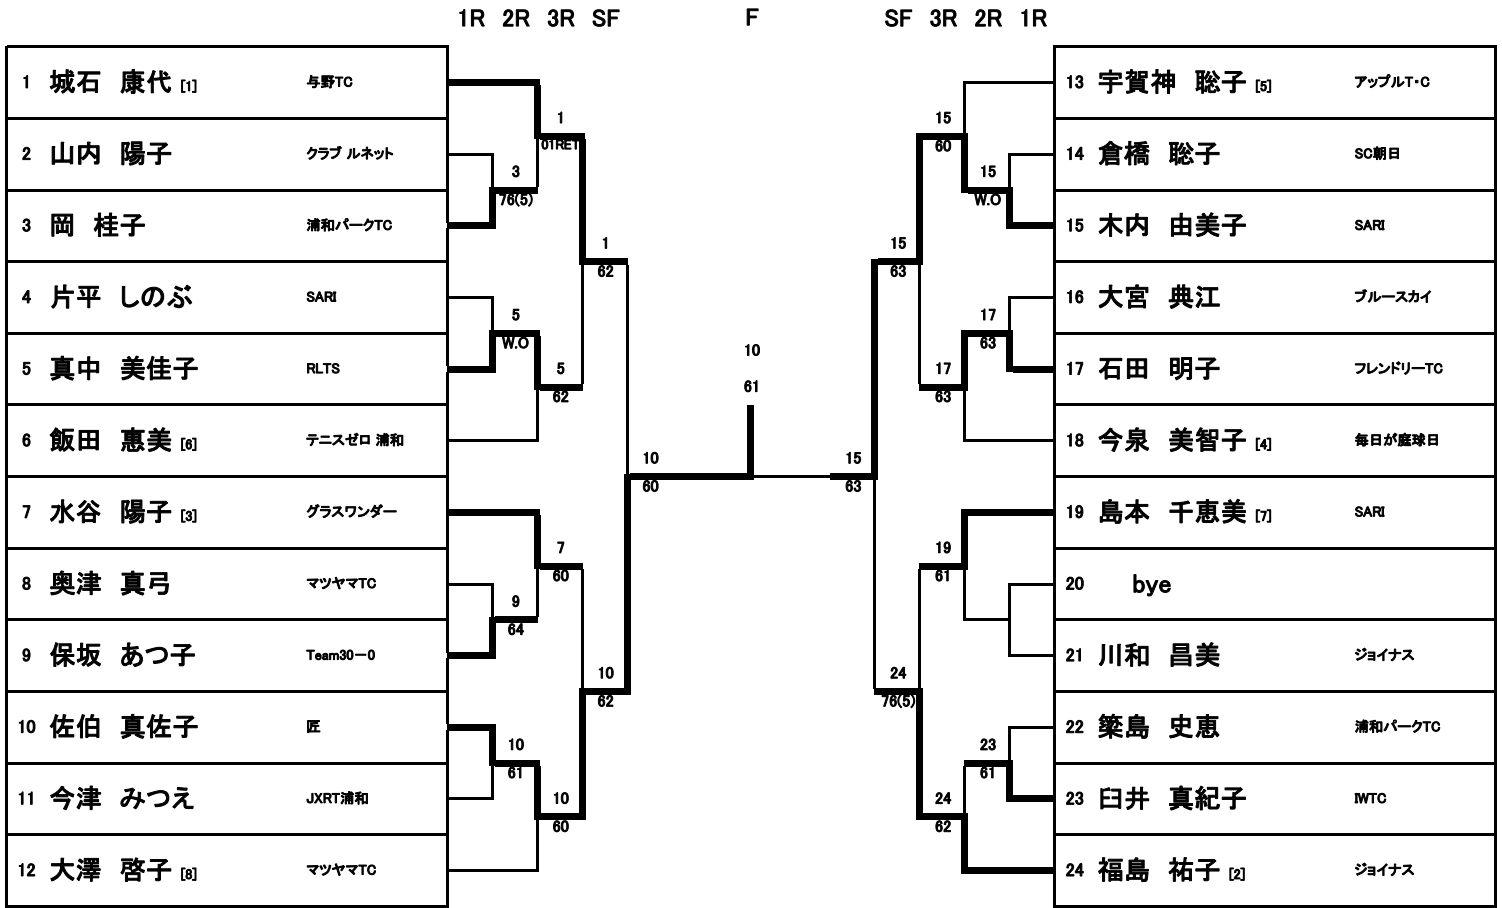 1R 2R 3R SF F SF 3R 2R 1R
1 城石 康代 [1] 与野TC
2 山内 陽子 クラブ ルネット
3 岡 桂子 浦和パークTC
4 片平 しのぶ SARI
5 真中 美佳子 RLTS
6 飯田 惠美 [6] テニスゼロ 浦和
7 水谷 陽子 [3] グラスワンダー
8 奥津 真弓 マツヤマTC
9 保坂 あつ子 Team30－0
10 佐伯 真佐子 匠
11 今津 みつえ JXRT浦和
12 大澤 啓子 [8] マツヤマTC
3
76(5)
5
W.O
9
64
10
61
1
01RET
5
62
7
60
10
60
1
62
10
62
10
60
10
61
15
63
15
63
24
76(5)
15
60
17
63
19
61
24
62
15
W.O
17
63
23
61
13 宇賀神 聡子 [5] アップルT・C
14 倉橋 聡子 SC朝日
15 木内 由美子 SARI
16 大宮 典江 ブルースカイ
17 石田 明子 フレンドリーTC
18 今泉 美智子 [4] 毎日が庭球日
19 島本 千恵美 [7] SARI
20 bye
21 川和 昌美 ジョイナス
22 簗島 史恵 浦和パークTC
23 臼井 真紀子 IWTC
24 福島 祐子 [2] ジョイナス